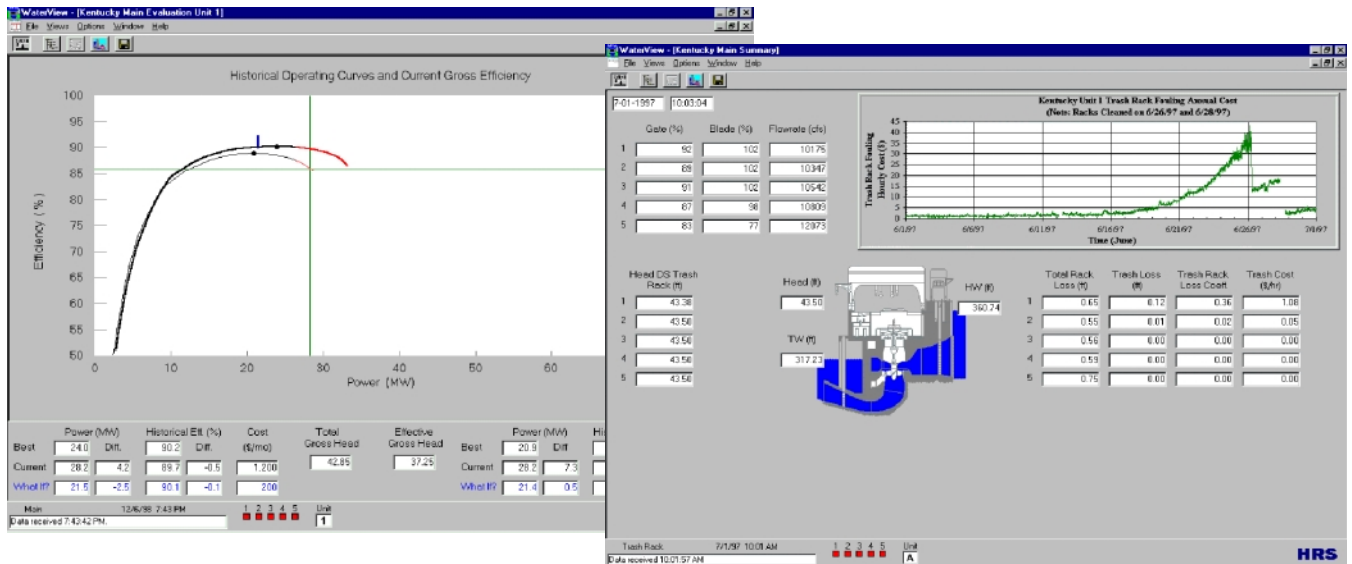 WaterView - [Kentucky Main Evaluation Unit 1]
File Views Options Window Help
Historical Operating Curves and Current Gross Efficiency
100
95
90
85
80
75
70
65
60
55
50
Efficiency (%)
0 10 20 30 40 50 60
Power (MW)
Power (MW) Historical Eff. (%) Cost Total Effective Power (MW)
Best 24.0 Diff. 90.2 Diff. ($/mo) Gross Head Gross Head Best 20.9 Diff
42.85 37.25
Current 28.2 4.2 89.7 -0.5 1,200 Current 28.2 7.3
What If? 21.5 -2.5 90.1 -0.1 200 What If? 21.4 0.5
Main 12/6/98 7:43 PM 1 2 3 4 5 Unit
Data received 7:43:42 PM. 1
WaterView - [Kentucky Main Summary]
File Views Options Window Help
7-01-1997 10:03:04
Gate (%) Blade (%) Flowrate (cfs)
1 92 102 10175
2 89 102 10347
3 91 102 10542
4 87 98 10809
5 83 77 12073
Kentucky Unit 1 Trash Rack Fouling Annual Cost
(Note: Racks Cleaned on 6/26/97 and 6/28/97)
Trash Rack Fouling
Hourly Cost ($)
45
40
35
30
25
20
15
10
5
0
6/1/97 6/6/97 6/11/97 6/16/97 6/21/97 6/26/97 7/1/97
Time (June)
Head DS Trash
Rack (ft)
1 43.38
2 43.50
3 43.50
4 43.50
5 43.50
Head (ft)
43.50
HW (ft)
360.74
TW (ft)
317.23
Total Rack Trash Loss Trash Rack Trash Cost
Loss (ft) (ft) Loss Coeff ($/hr)
1 0.65 0.12 0.36 1.08
2 0.55 0.01 0.02 0.05
3 0.56 0.00 0.00 0.00
4 0.59 0.00 0.00 0.00
5 0.75 0.00 0.00 0.00
Trash Rack 7/1/97 10:01 AM 1 2 3 4 5 Unit
Data received 10:01:57 AM A
HRS